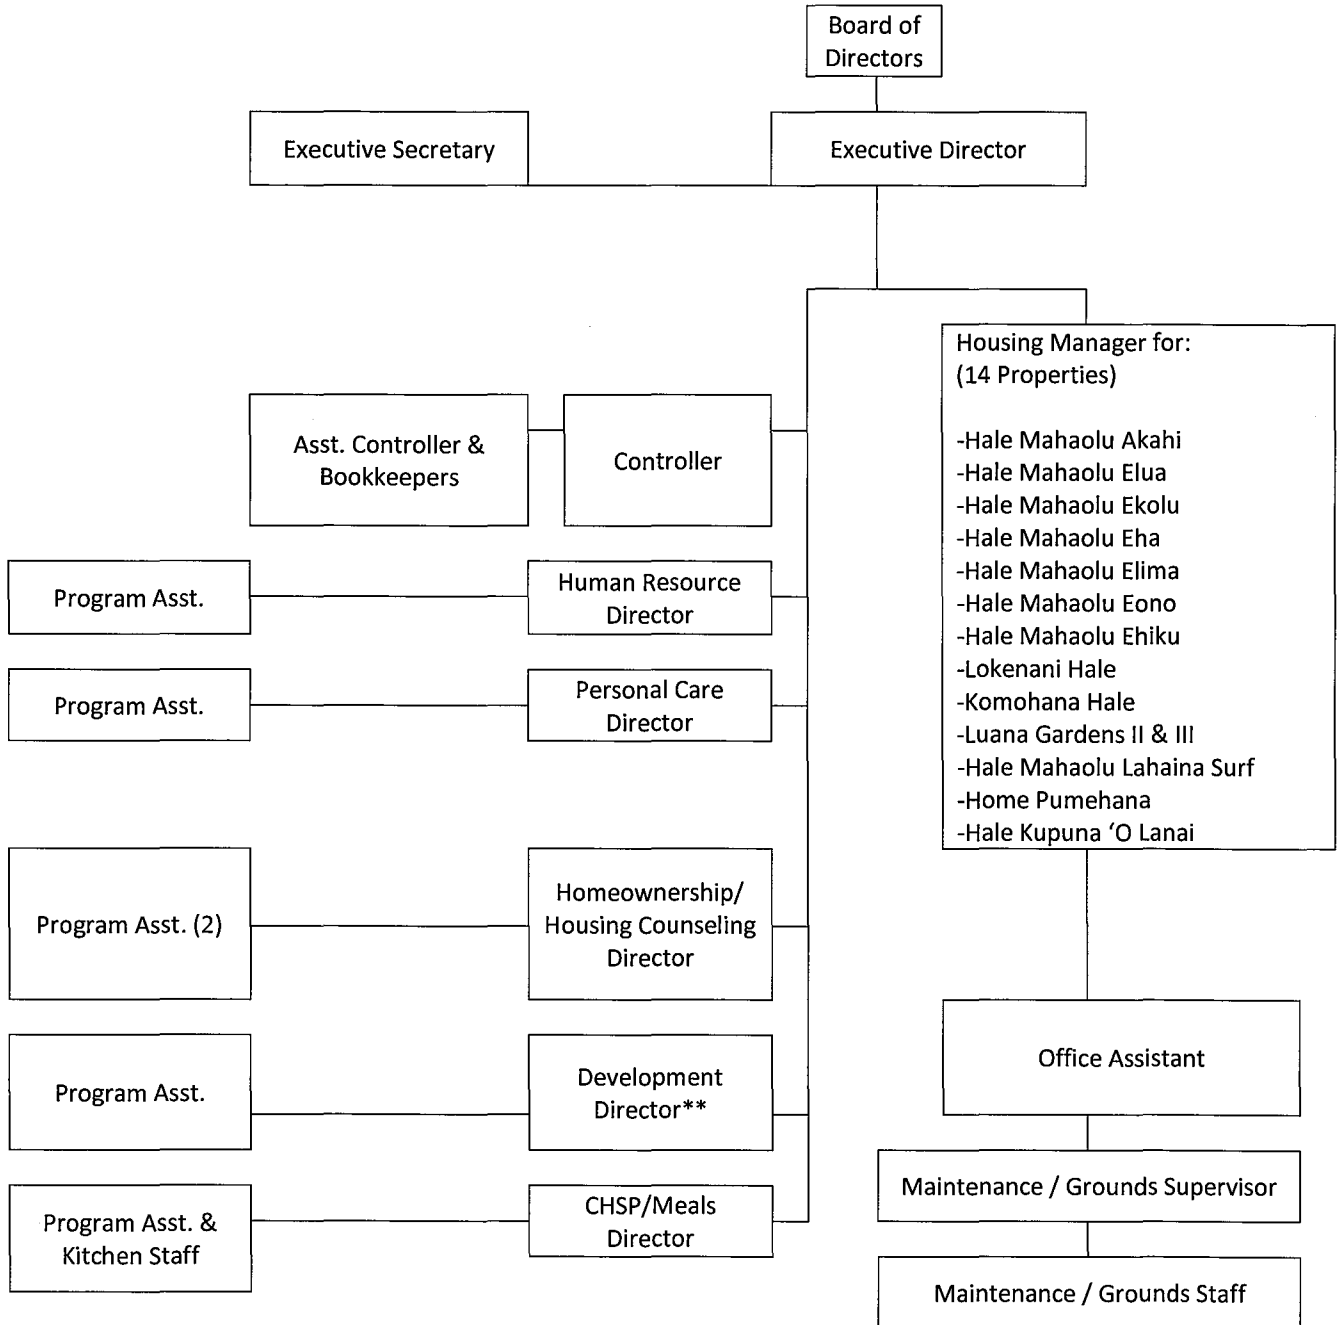 Board of
Directors
Executive Secretary
Executive Director
Housing Manager for:
(14 Properties)
-Hale Mahaolu Akahi
-Hale Mahaolu Elua
-Hale Mahaolu Ekolu
-Hale Mahaolu Eha
-Hale Mahaolu Elima
-Hale Mahaolu Eono
-Hale Mahaolu Ehiku
-Lokenani Hale
-Komohana Hale
-Luana Gardens II & III
-Hale Mahaolu Lahaina Surf
-Home Pumehana
-Hale Kupuna ‘O Lanai
Asst. Controller &
Bookkeepers
Controller
Program Asst.
Human Resource
Director
Program Asst.
Personal Care
Director
Program Asst. (2)
Homeownership/
Housing Counseling
Director
Program Asst.
Development
Director**
Program Asst. &
Kitchen Staff
CHSP/Meals
Director
Office Assistant
Maintenance / Grounds Supervisor
Maintenance / Grounds Staff